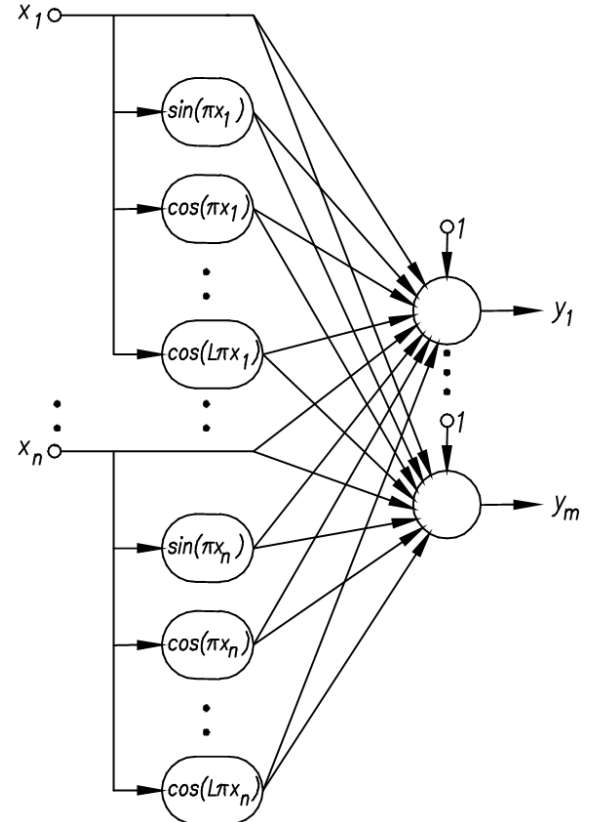 x₁
sin(πx₁)
cos(πx₁)
1
y₁
cos(Lπx₁)
1
xₙ
yₘ
sin(πxₙ)
cos(πxₙ)
cos(Lπxₙ)